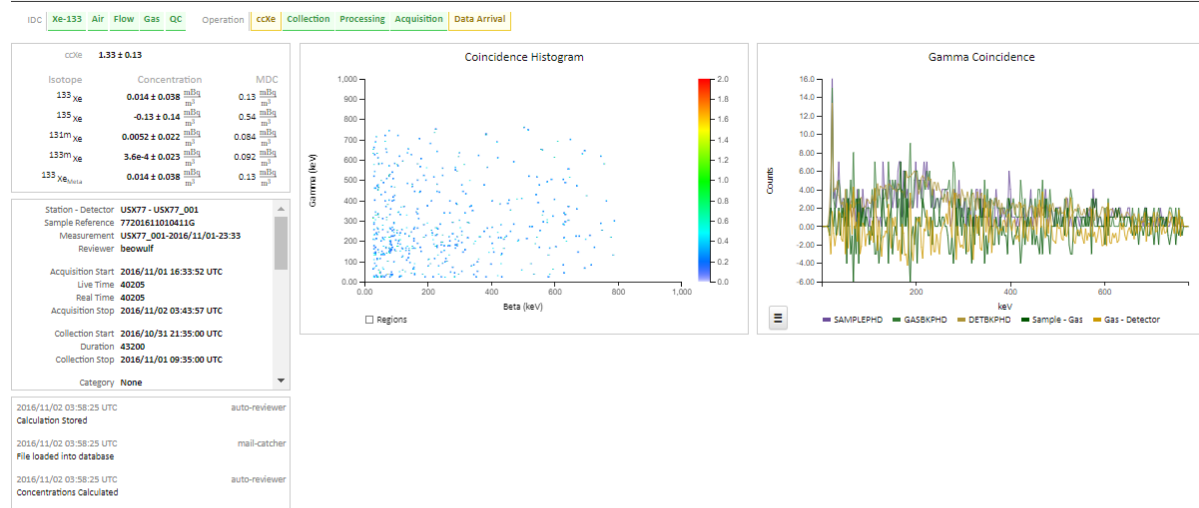 IDC Xe-133 Air Flow Gas QC Operation ccXe Collection Processing Acquisition Data Arrival
ccXe 1.33 ± 0.13
Isotope Concentration MDC
133 Xe 0.014 ± 0.038 mBq/m³ 0.13 mBq/m³
135 Xe -0.13 ± 0.14 mBq/m³ 0.54 mBq/m³
131m Xe 0.0052 ± 0.022 mBq/m³ 0.084 mBq/m³
133m Xe 3.6e-4 ± 0.023 mBq/m³ 0.092 mBq/m³
133 Xe Meta 0.014 ± 0.038 mBq/m³ 0.13 mBq/m³
Station - Detector USX77 - USX77_001
Sample Reference 77201611010411G
Measurement USX77_001-2016/11/01-23:33
Reviewer beowulf
Acquisition Start 2016/11/01 16:33:52 UTC
Live Time 40205
Real Time 40205
Acquisition Stop 2016/11/02 03:43:57 UTC
Collection Start 2016/10/31 21:35:00 UTC
Duration 43200
Collection Stop 2016/11/01 09:35:00 UTC
Category None
2016/11/02 03:58:25 UTC auto-reviewer
Calculation Stored
2016/11/02 03:58:25 UTC mail-catcher
File loaded into database
2016/11/02 03:58:25 UTC auto-reviewer
Concentrations Calculated
Coincidence Histogram
Gamma (keV)
1,000
900
800
700
600
500
400
300
200
100
0.00
0.00 200 400 600 800 1,000
Beta (keV)
Regions
2.0
1.8
1.6
1.4
1.2
1.0
0.8
0.6
0.4
0.2
0.0
Gamma Coincidence
Counts
16.0
14.0
12.0
10.0
8.00
6.00
4.00
2.00
0.00
-2.00
-4.00
-6.00
200 400 600
keV
SAMPLEPHD GASBKPHD DETBKPHD Sample - Gas Gas - Detector